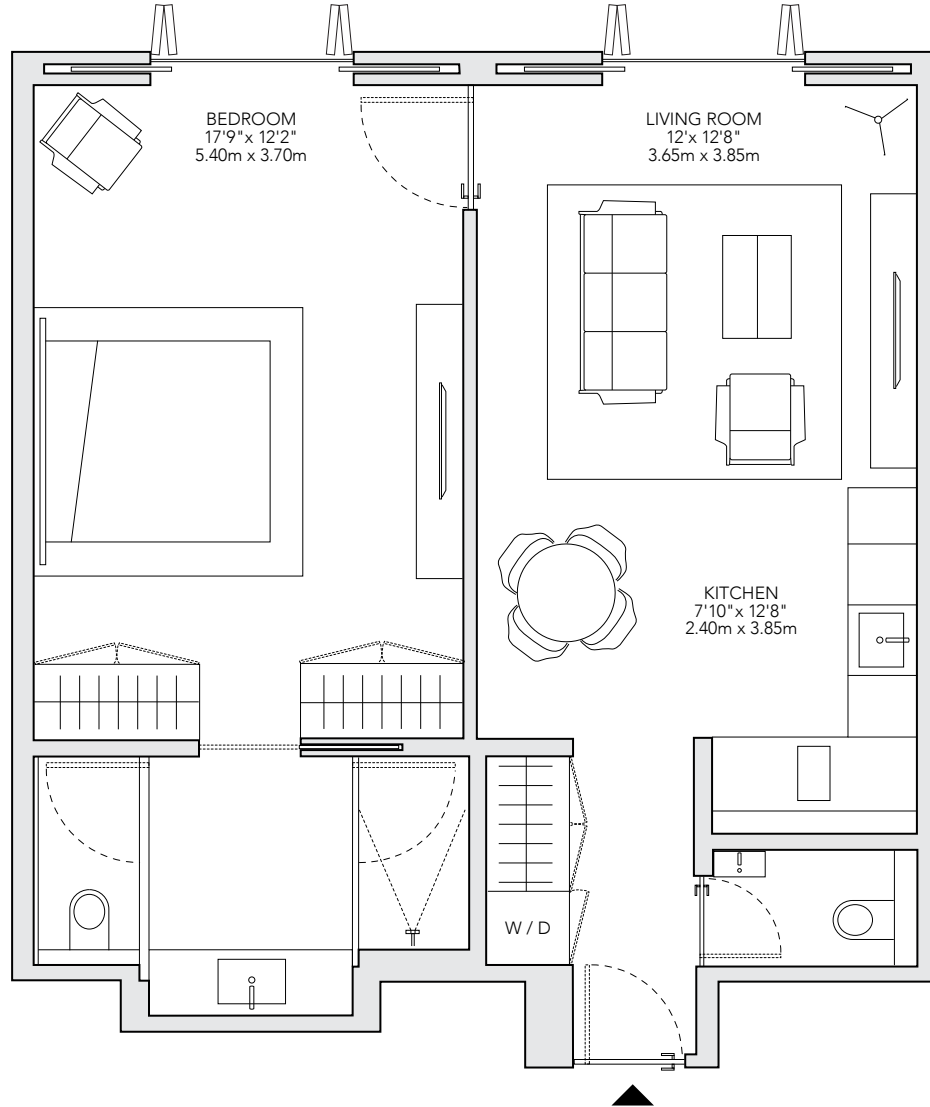 BEDROOM
17'9"x 12'2"
5.40m x 3.70m
LIVING ROOM
12'x 12'8"
3.65m x 3.85m
KITCHEN
7'10"x 12'8"
2.40m x 3.85m
W / D